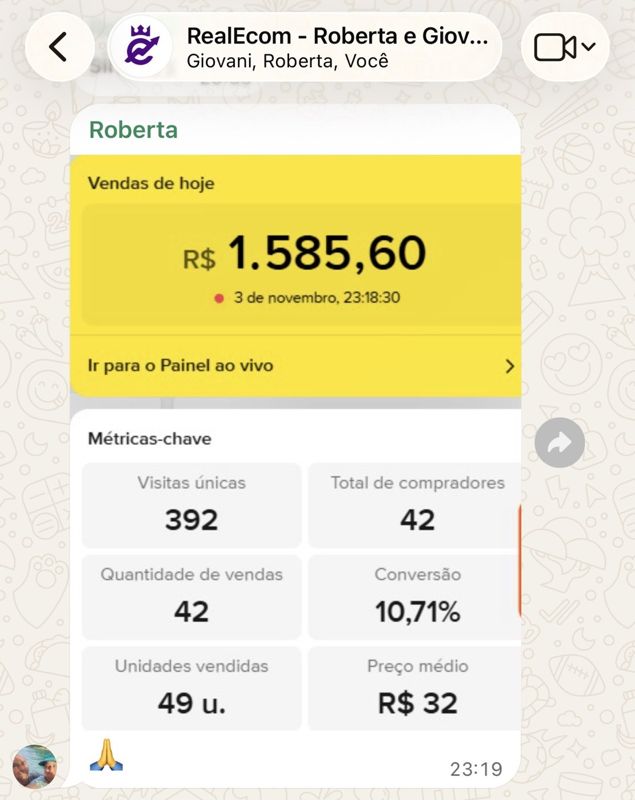 RealEcom - Roberta e Giov...
Giovani, Roberta, Você
Roberta
Vendas de hoje
R$ 1.585,60
3 de novembro, 23:18:30
Ir para o Painel ao vivo
Métricas-chave
Visitas únicas
392
Total de compradores
42
Quantidade de vendas
42
Conversão
10,71%
Unidades vendidas
49 u.
Preço médio
R$ 32
🙏
23:19